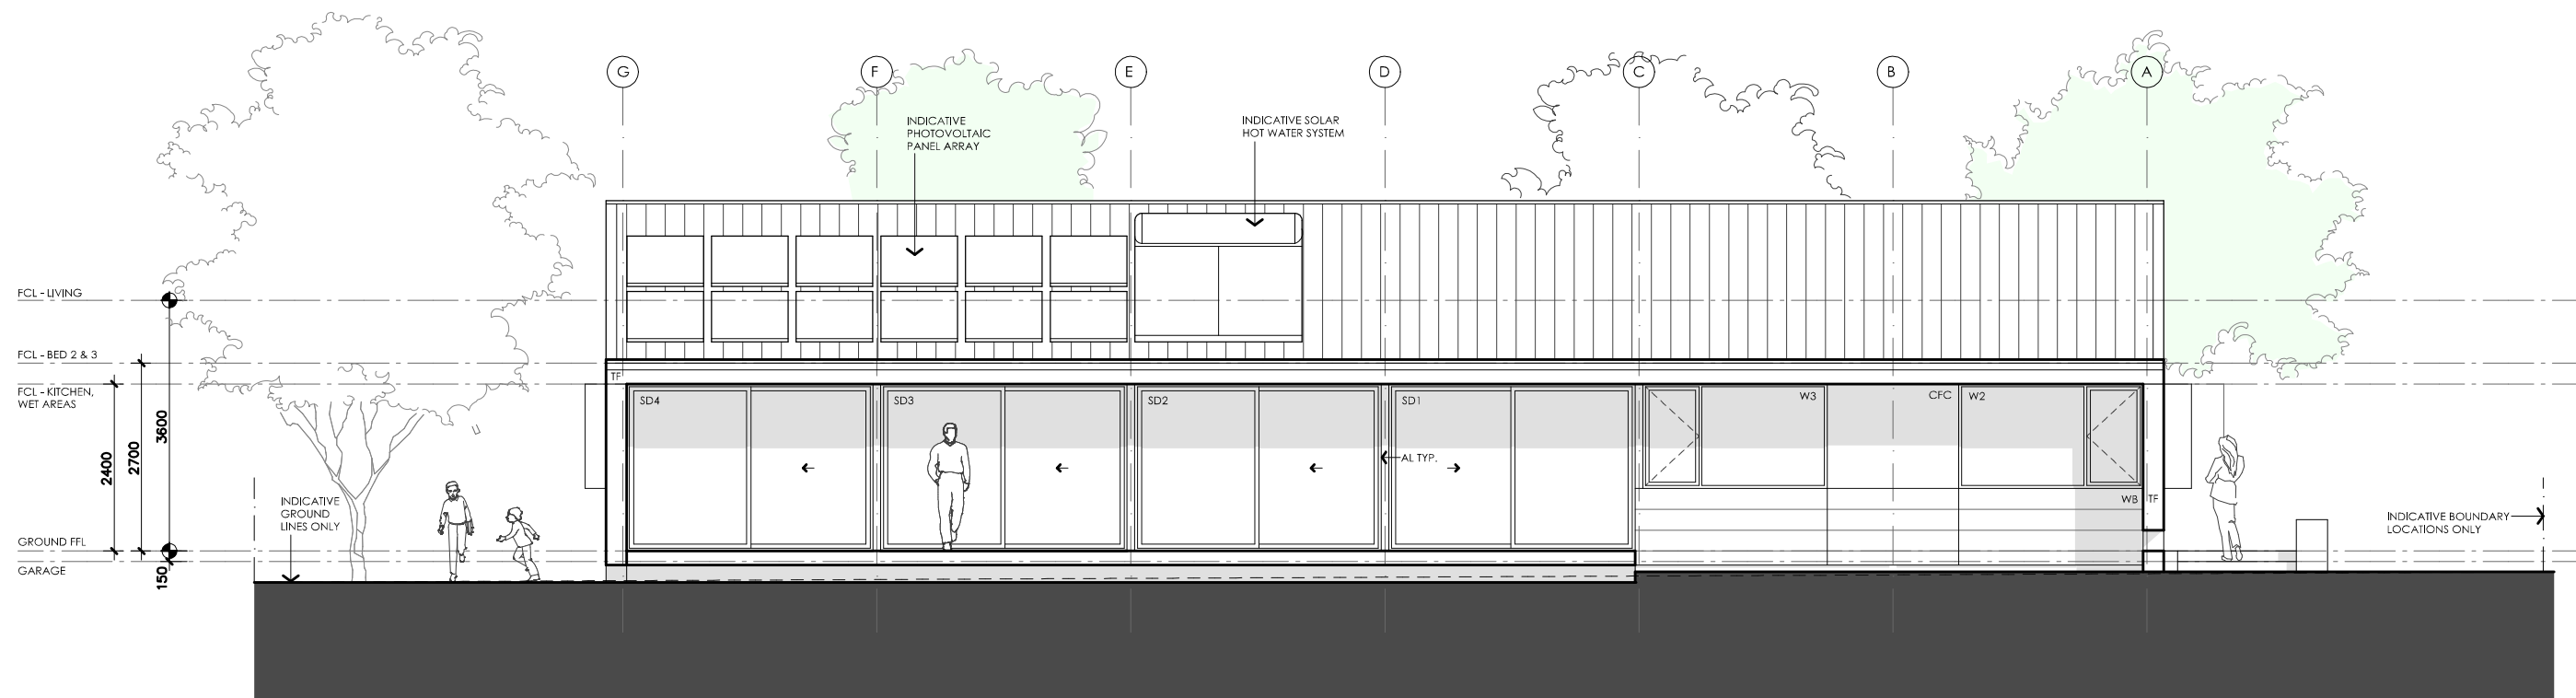 G
F
E
D
C
B
A
INDICATIVE
PHOTOVOLTAIC
PANEL ARRAY
INDICATIVE SOLAR
HOT WATER SYSTEM
FCL - LIVING
FCL - BED 2 & 3
FCL - KITCHEN,
WET AREAS
TF
SD4
SD3
SD2
SD1
W3
CFC
W2
AL TYP.
WB
TF
2400
2700
3600
150
INDICATIVE
GROUND
LINES ONLY
GROUND FFL
GARAGE
INDICATIVE BOUNDARY
LOCATIONS ONLY